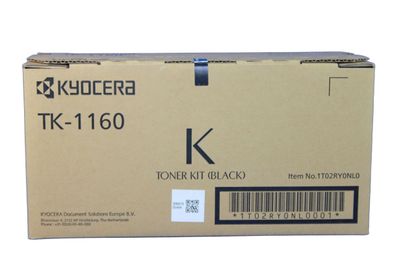 KYOCERA
TK-1160
K
TONER KIT (BLACK)
Item No.1T02RY0NL0
KYOCERA Document Solutions Europe B.V.
*1T02RY0NL0001*